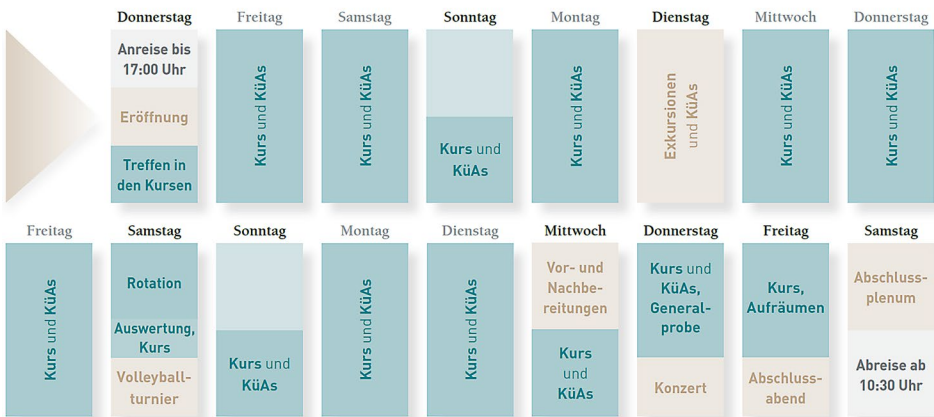 Donnerstag
Freitag
Samstag
Sonntag
Montag
Dienstag
Mittwoch
Donnerstag
Anreise bis
17:00 Uhr
Eröffnung
Treffen in
den Kursen
Kurs und KüAs
Kurs und KüAs
Kurs und
KüAs
Kurs und KüAs
Exkursionen
und KüAs
Kurs und KüAs
Kurs und KüAs
Freitag
Samstag
Sonntag
Montag
Dienstag
Mittwoch
Donnerstag
Freitag
Samstag
Kurs und KüAs
Rotation
Auswertung,
Kurs
Volleyball-
turnier
Kurs und
KüAs
Kurs und KüAs
Kurs und KüAs
Vor- und
Nachbe-
reitungen
Kurs
und
KüAs
Kurs und
KüAs,
General-
probe
Konzert
Kurs,
Aufräumen
Abschluss-
abend
Abschluss-
plenum
Abreise ab
10:30 Uhr